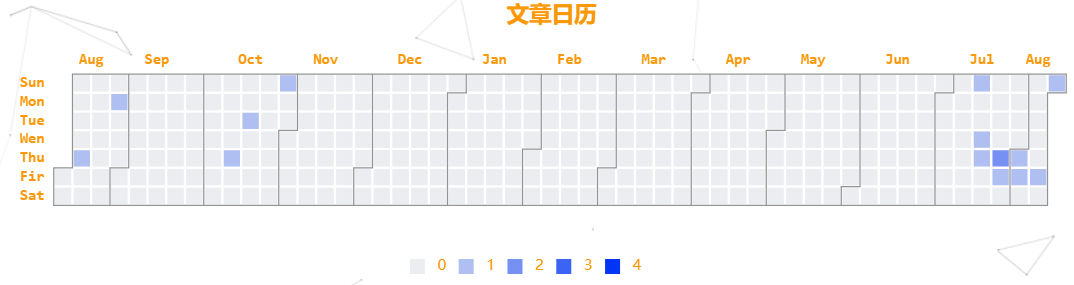 文章日历
Aug Sep Oct Nov Dec Jan Feb Mar Apr May Jun Jul Aug
Sun
Mon
Tue
Wen
Thu
Fir
Sat
0 1 2 3 4